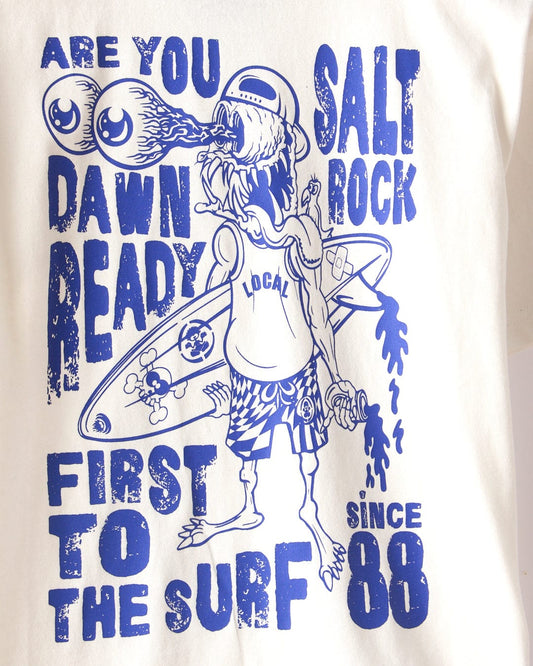 ARE YOU
DAWN
READY
SALT
ROCK
LOCAL
FIRST
TO
THE SURF
SINCE
88